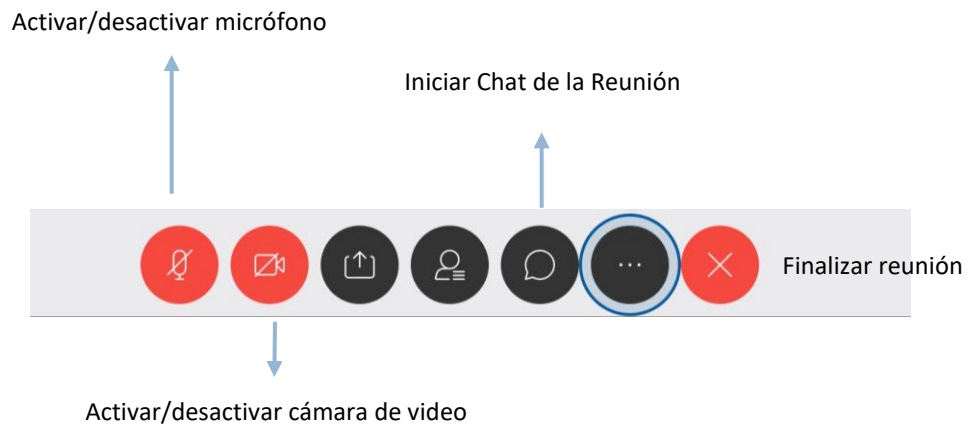 Activar/desactivar micrófono
Iniciar Chat de la Reunión
Finalizar reunión
Activar/desactivar cámara de video